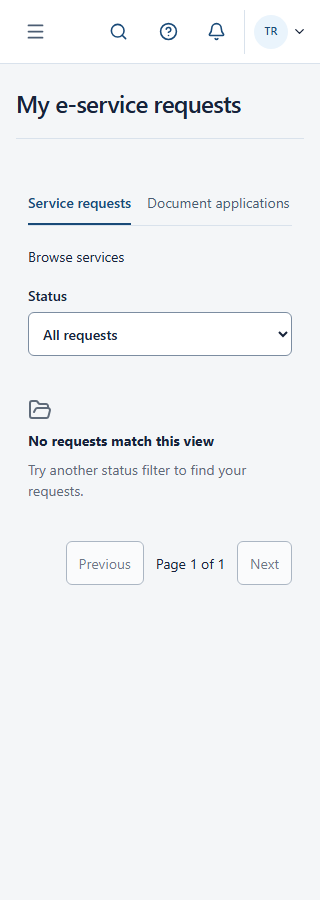 TR
My e-service requests
Service requests
Document applications
Browse services
Status
All requests
No requests match this view
Try another status filter to find your
requests.
Previous
Page 1 of 1
Next